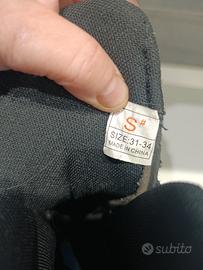 S#
SIZE:31-34
MADE IN CHINA
subito